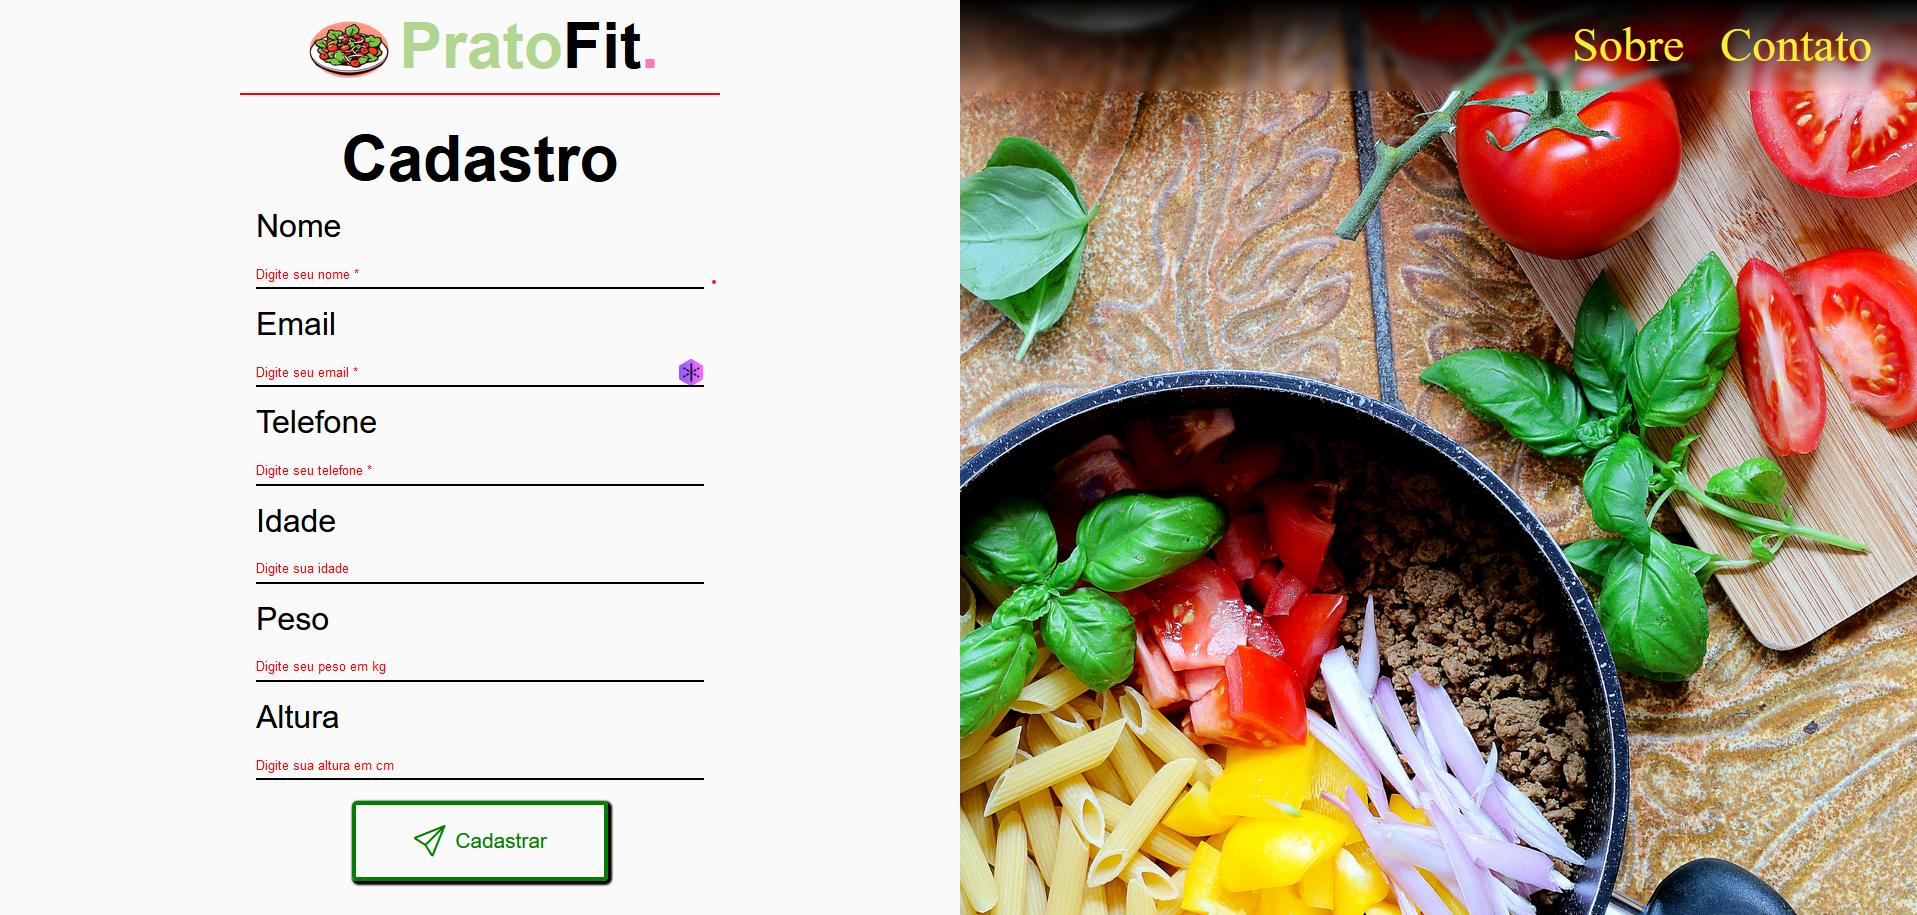 PratoFit.
Sobre Contato
Cadastro
Nome
Digite seu nome *
Email
Digite seu email *
Telefone
Digite seu telefone *
Idade
Digite sua idade
Peso
Digite seu peso em kg
Altura
Digite sua altura em cm
Cadastrar